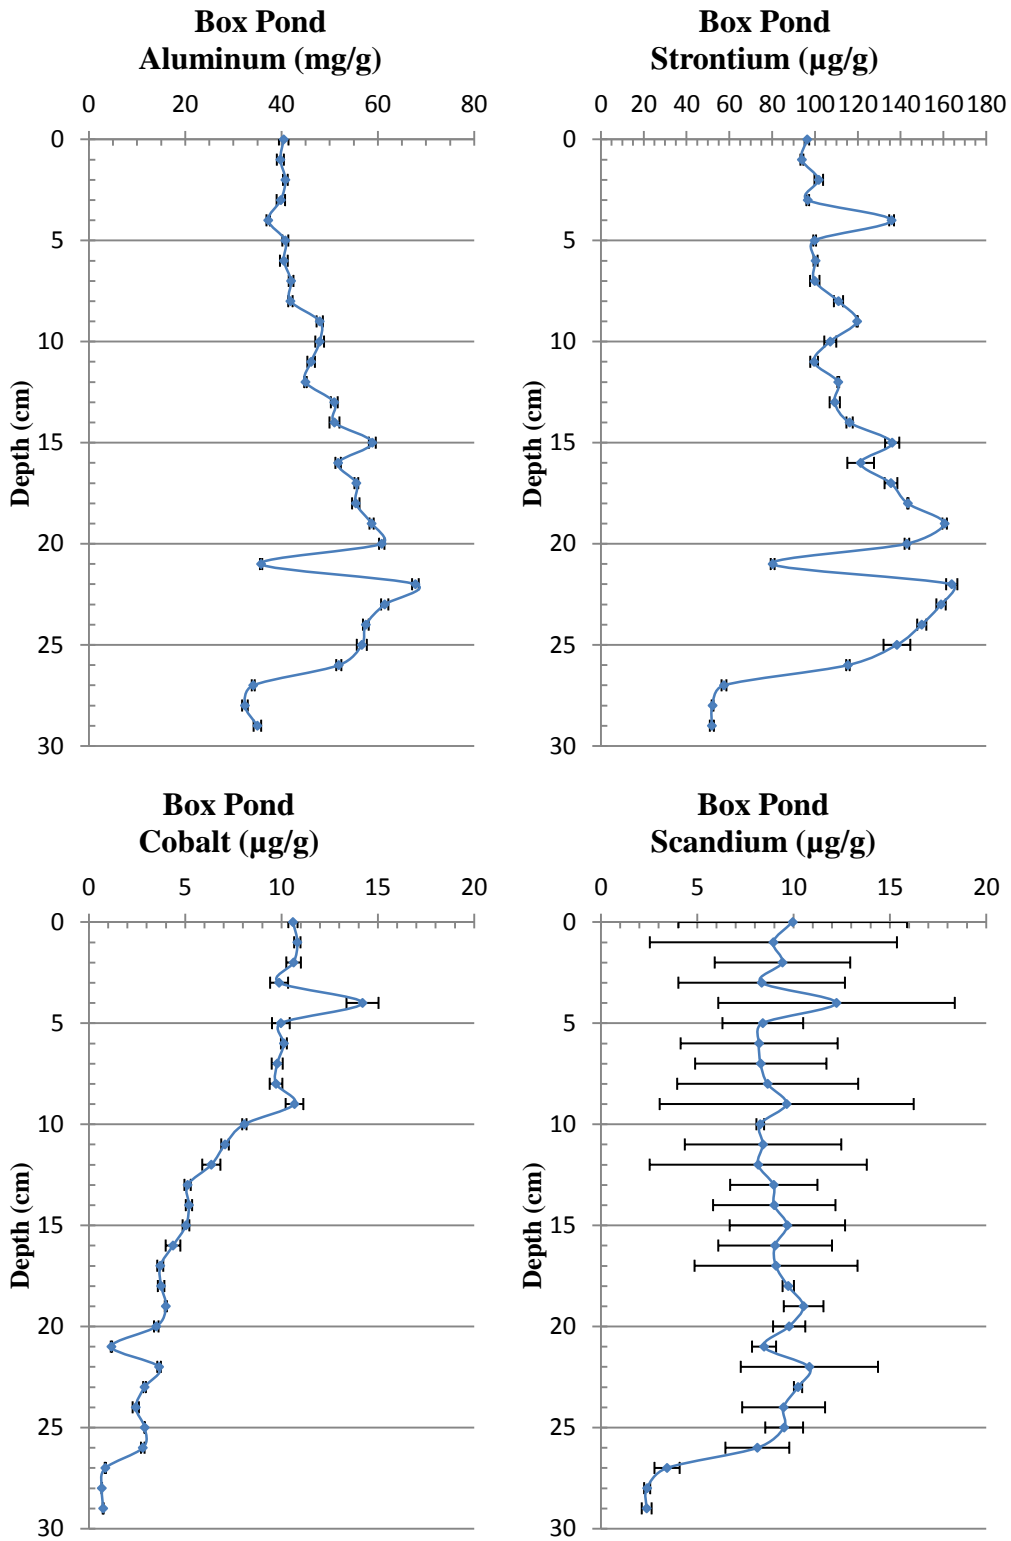 Box Pond
Aluminum (mg/g)
0 20 40 60 80
0
5
10
15
20
25
30
Depth (cm)
Box Pond
Strontium (µg/g)
0 20 40 60 80 100 120 140 160 180
0
5
10
15
20
25
30
Depth (cm)
Box Pond
Cobalt (µg/g)
0 5 10 15 20
0
5
10
15
20
25
30
Depth (cm)
Box Pond
Scandium (µg/g)
0 5 10 15 20
0
5
10
15
20
25
30
Depth (cm)